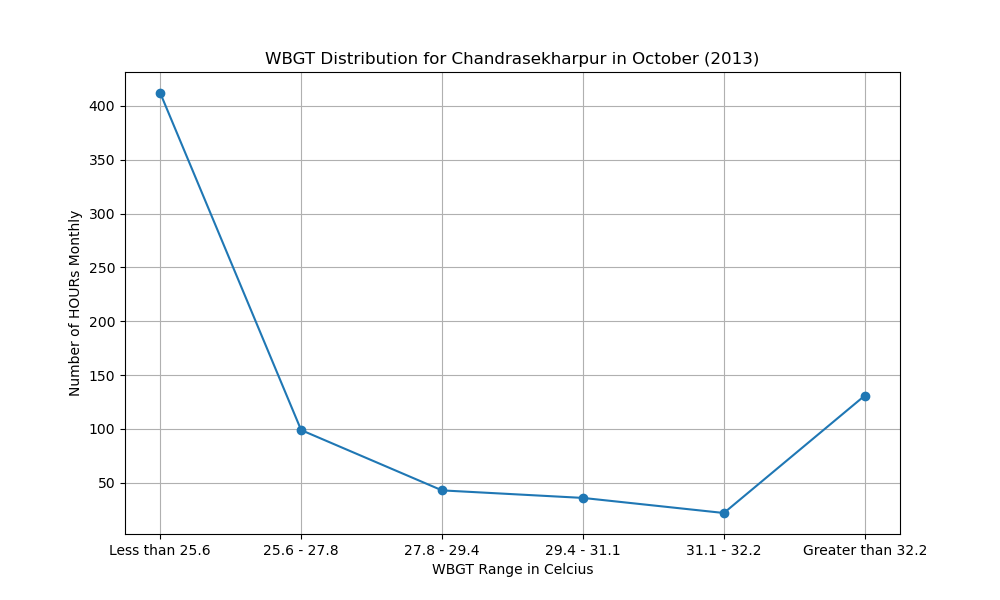 WBGT Distribution for Chandrasekharpur in October (2013)
400
350
300
250
200
150
100
50
Number of HOURs Monthly
Less than 25.6
25.6 - 27.8
27.8 - 29.4
29.4 - 31.1
31.1 - 32.2
Greater than 32.2
WBGT Range in Celcius